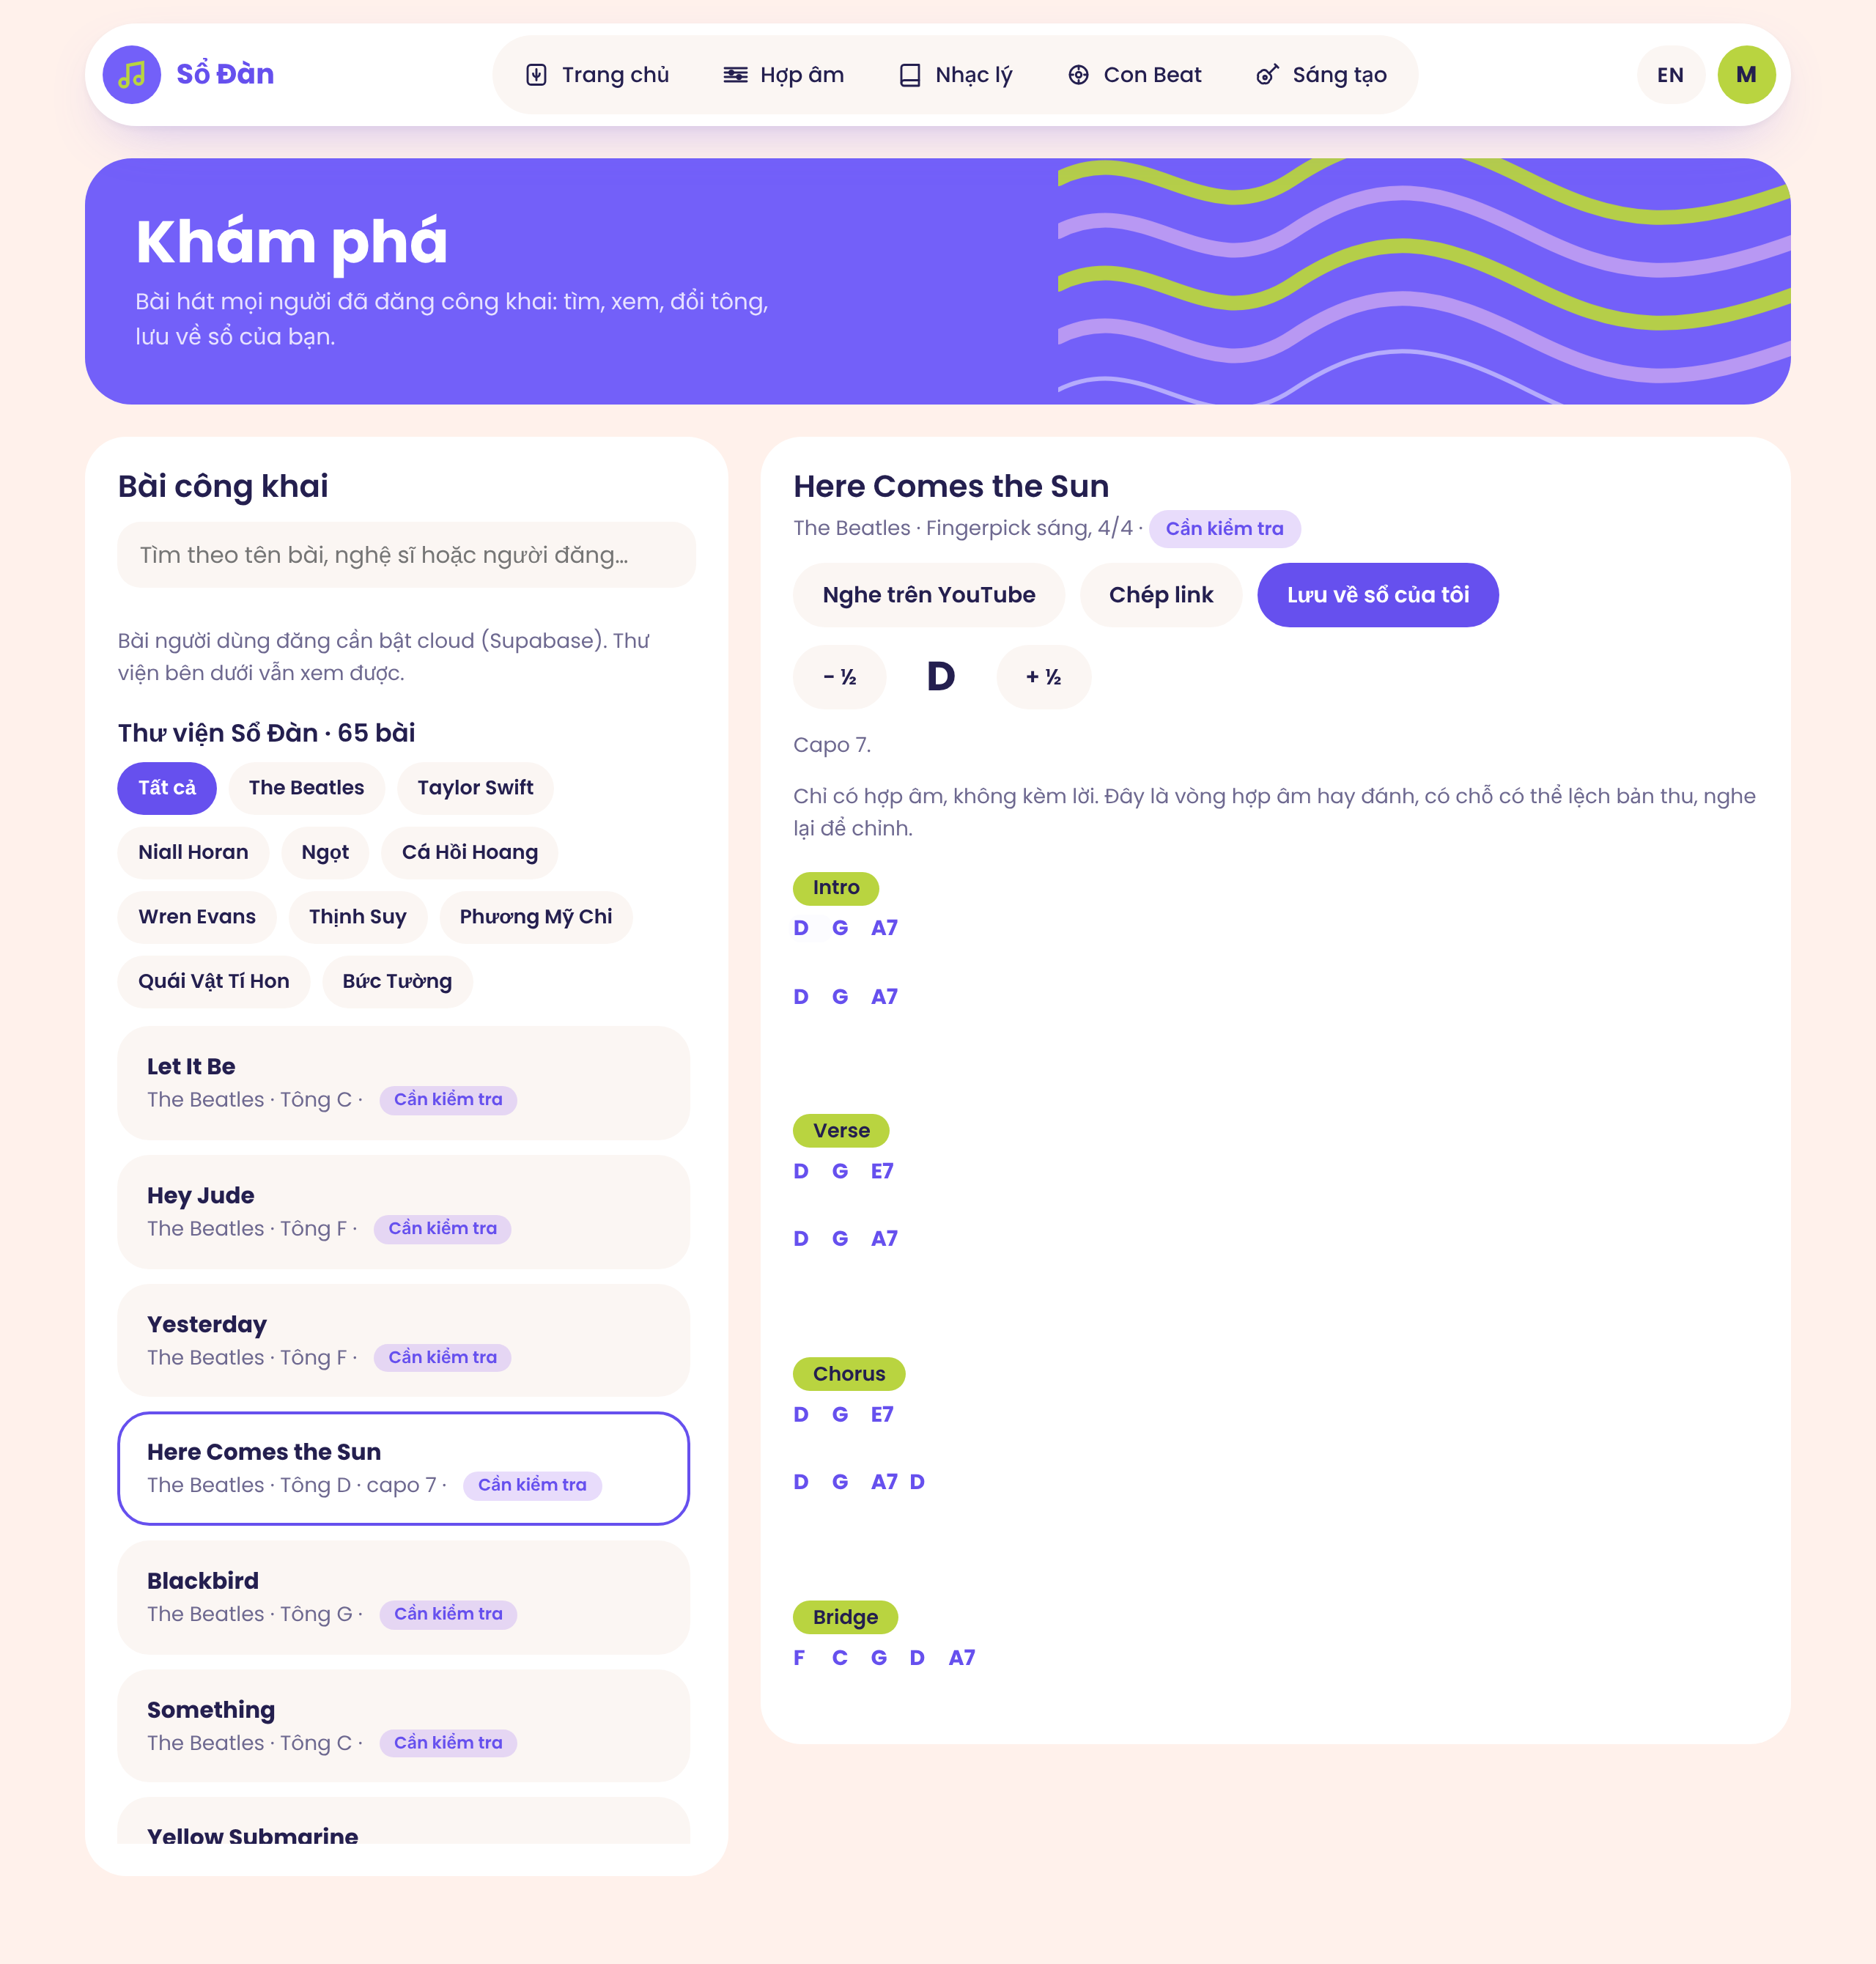 Sổ Đàn
Trang chủ
Hợp âm
Nhạc lý
Con Beat
Sáng tạo
EN
M
Khám phá
Bài hát mọi người đã đăng công khai: tìm, xem, đổi tông,
lưu về sổ của bạn.
Bài công khai
Tìm theo tên bài, nghệ sĩ hoặc người đăng...
Bài người dùng đăng cần bật cloud (Supabase). Thư
viện bên dưới vẫn xem được.
Thư viện Sổ Đàn · 65 bài
Tất cả
The Beatles
Taylor Swift
Niall Horan
Ngọt
Cá Hồi Hoang
Wren Evans
Thịnh Suy
Phương Mỹ Chi
Quái Vật Tí Hon
Bức Tường
Let It Be
The Beatles · Tông C · Cần kiểm tra
Hey Jude
The Beatles · Tông F · Cần kiểm tra
Yesterday
The Beatles · Tông F · Cần kiểm tra
Here Comes the Sun
The Beatles · Tông D · capo 7 · Cần kiểm tra
Blackbird
The Beatles · Tông G · Cần kiểm tra
Something
The Beatles · Tông C · Cần kiểm tra
Yellow Submarine
Here Comes the Sun
The Beatles · Fingerpick sáng, 4/4 · Cần kiểm tra
Nghe trên YouTube
Chép link
Lưu về sổ của tôi
− ½
D
+ ½
Capo 7.
Chỉ có hợp âm, không kèm lời. Đây là vòng hợp âm hay đánh, có chỗ có thể lệch bản thu, nghe
lại để chỉnh.
Intro
D G A7
D G A7
Verse
D G E7
D G A7
Chorus
D G E7
D G A7 D
Bridge
F C G D A7